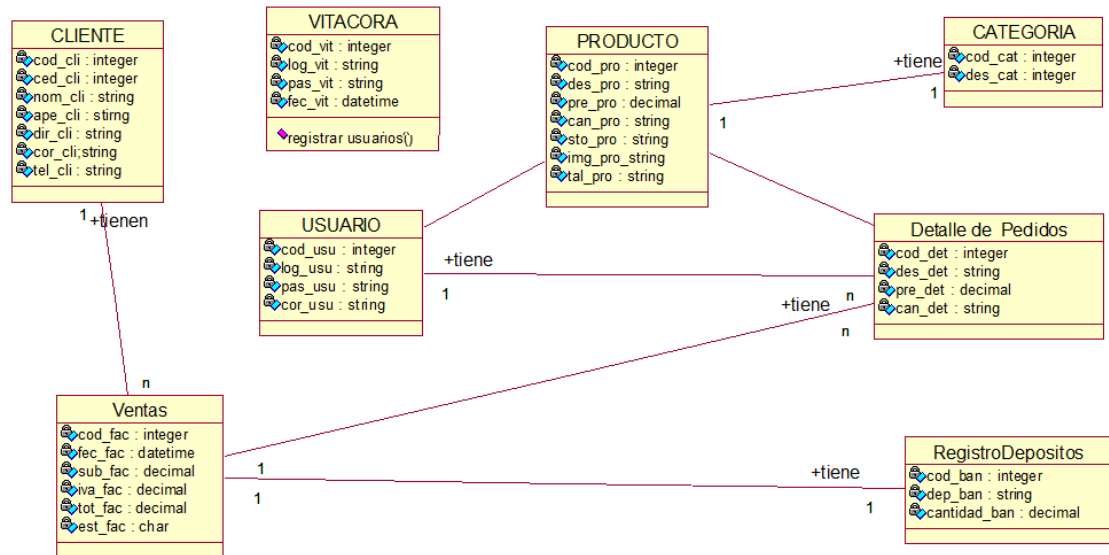 CLIENTE
cod_cli : integer
ced_cli : integer
nom_cli : string
ape_cli : stirng
dir_cli : string
cor_cli;string
tel_cli : string
VITACORA
cod_vit : integer
log_vit : string
pas_vit : string
fec_vit : datetime
registrar usuarios()
PRODUCTO
cod_pro : integer
des_pro : string
pre_pro : decimal
can_pro : string
sto_pro : string
img_pro_string
tal_pro : string
+tiene
1
1
CATEGORIA
cod_cat : integer
des_cat : integer
1
+tienen
n
USUARIO
cod_usu : integer
log_usu : string
pas_usu : string
cor_usu : string
+tiene
1
n
Detalle de Pedidos
cod_det : integer
des_det : string
pre_det : decimal
can_det : string
+tiene
n
Ventas
cod_fac : integer
fec_fac : datetime
sub_fac : decimal
iva_fac : decimal
tot_fac : decimal
est_fac : char
1
1
+tiene
1
RegistroDepositos
cod_ban : integer
dep_ban : string
cantidad_ban : decimal